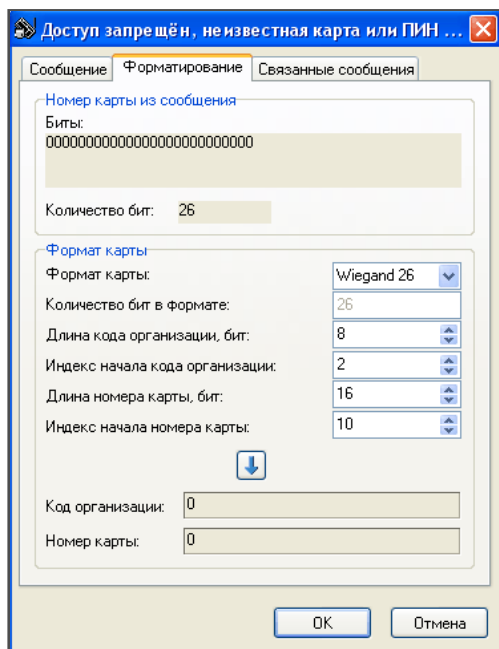 Доступ запрещён, неизвестная карта или ПИН ...
Сообщение Форматирование Связанные сообщения
Номер карты из сообщения
Биты:
00000000000000000000000000
Количество бит: 26
Формат карты
Формат карты: Wiegand 26
Количество бит в формате: 26
Длина кода организации, бит: 8
Индекс начала кода организации: 2
Длина номера карты, бит: 16
Индекс начала номера карты: 10
Код организации: 0
Номер карты: 0
OK Отмена